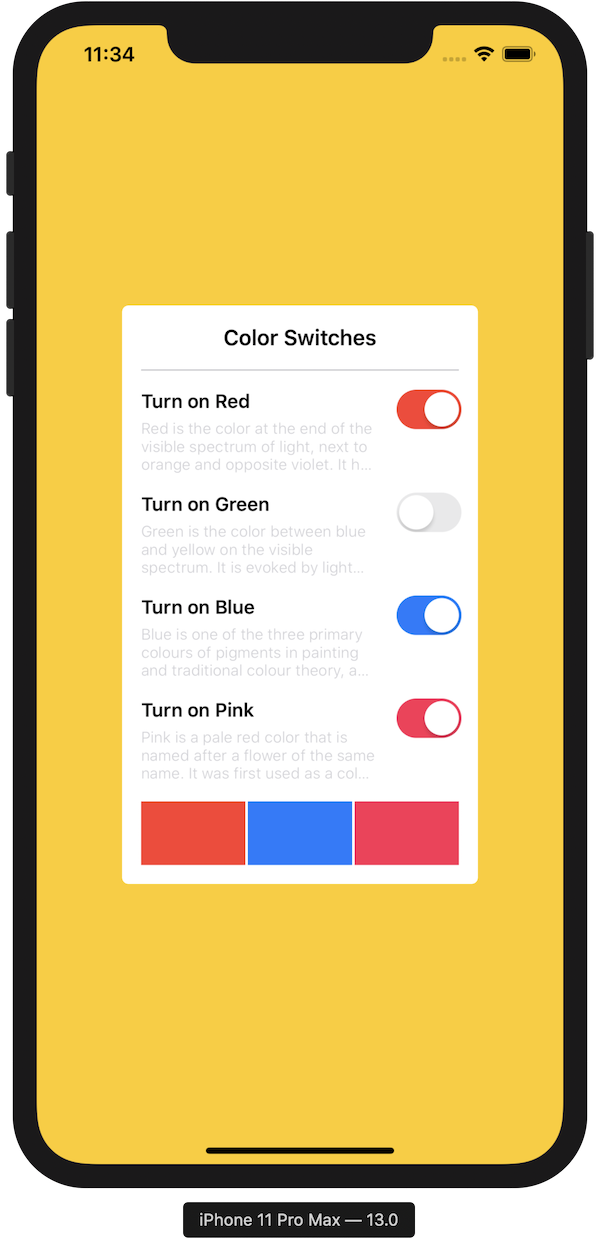 11:34
Color Switches
Turn on Red
Red is the color at the end of the
visible spectrum of light, next to
orange and opposite violet. It h...
Turn on Green
Green is the color between blue
and yellow on the visible
spectrum. It is evoked by light...
Turn on Blue
Blue is one of the three primary
colours of pigments in painting
and traditional colour theory, a...
Turn on Pink
Pink is a pale red color that is
named after a flower of the same
name. It was first used as a col...
iPhone 11 Pro Max — 13.0